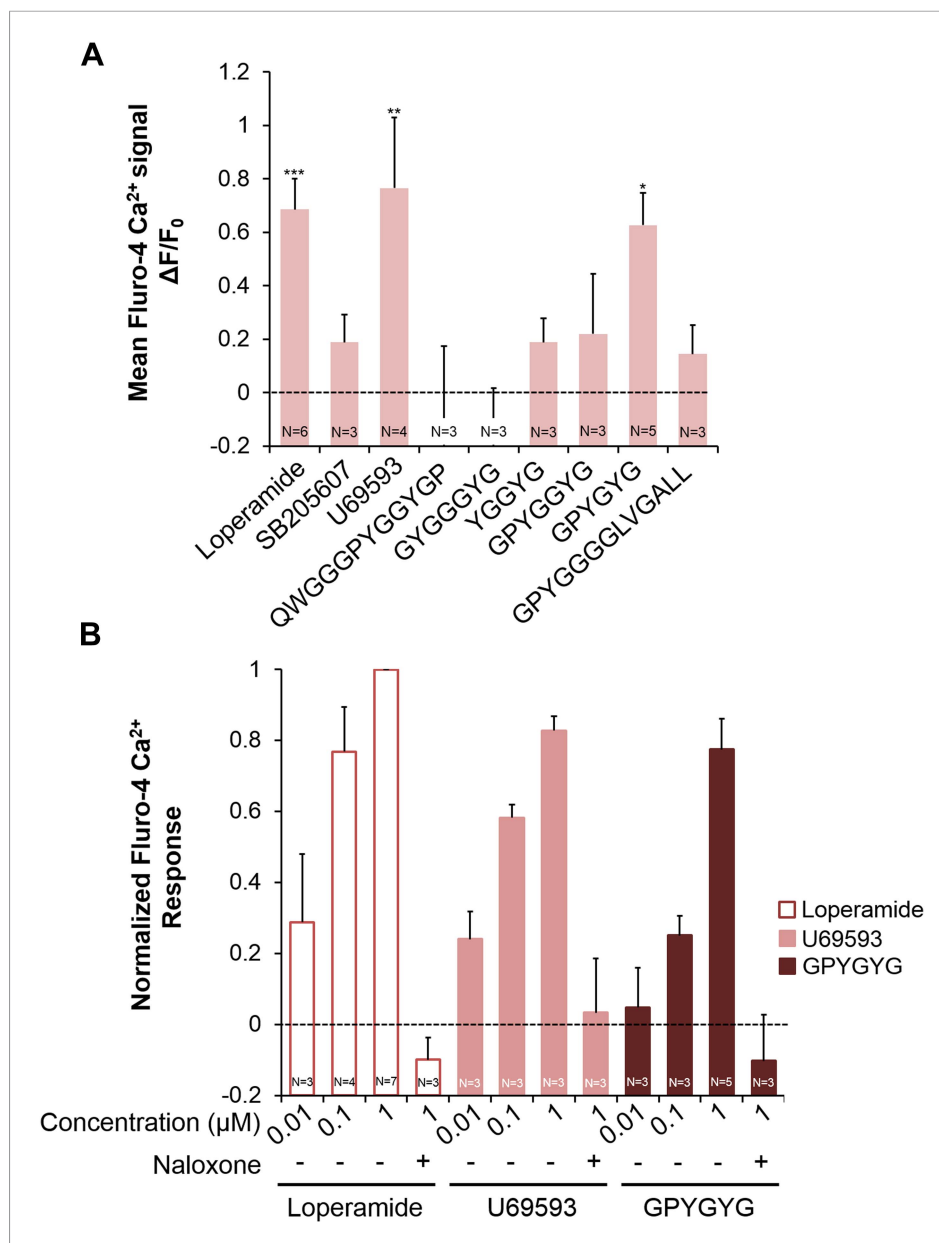 A
Mean Fluro-4 Ca²⁺ signal
ΔF/F₀
1.2
1
0.8
0.6
0.4
0.2
0
-0.2
***
**
*
N=6
N=3
N=4
N=3
N=3
N=3
N=3
N=5
N=3
Loperamide
SB205607
U69593
QWGGGPYGGYGP
GYGGGYG
YGGYG
GPYGGYG
GPYGYG
GPYGGGGLVGALL
B
Normalized Fluro-4 Ca²⁺
Response
1
0.8
0.6
0.4
0.2
0
-0.2
Loperamide
U69593
GPYGYG
N=3
N=4
N=7
N=3
N=3
N=3
N=3
N=3
N=3
N=3
N=5
N=3
Concentration (µM) 0.01 0.1 1 1 0.01 0.1 1 1 0.01 0.1 1 1
Naloxone - - - + - - - + - - - +
Loperamide U69593 GPYGYG